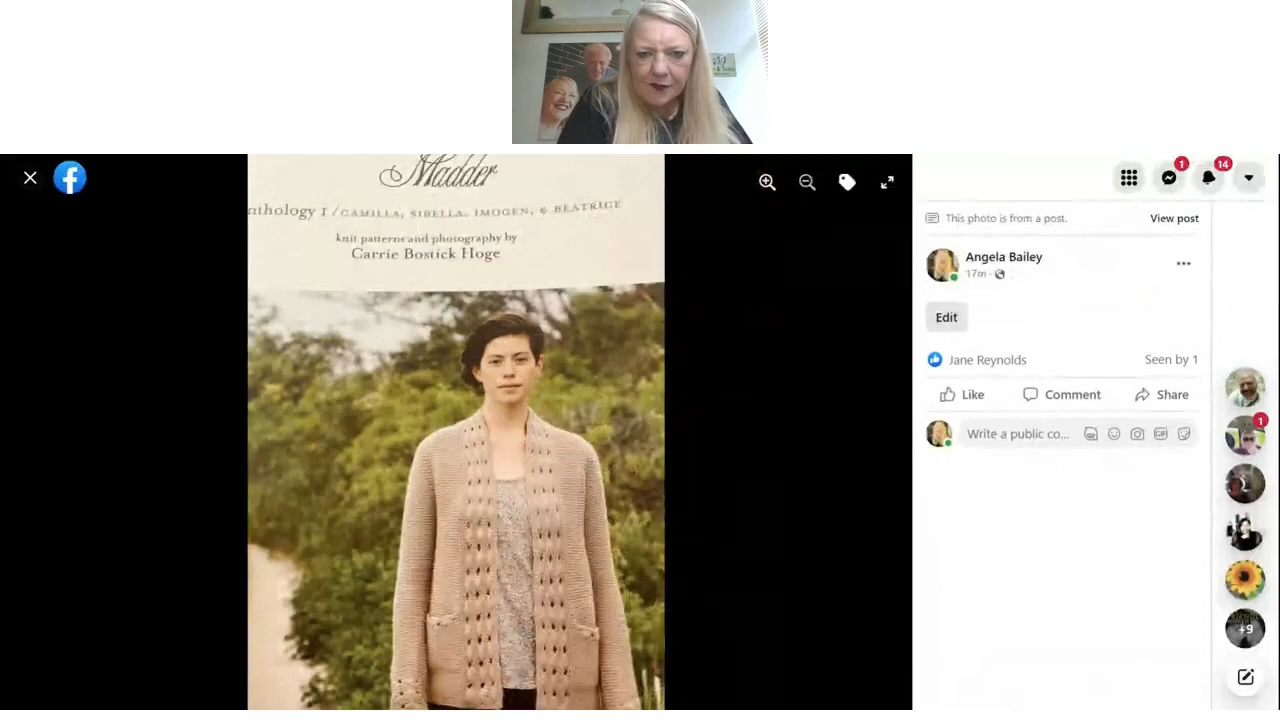 Madder
nthology I / CAMILLA, SIBELLA, IMOGEN, & BEATRICE
knit patterns and photography by
Carrie Bostick Hoge
1
14
This photo is from a post.
View post
Angela Bailey
17m
Edit
Jane Reynolds
Seen by 1
Like
Comment
Share
Write a public co...
GIF
1
+9